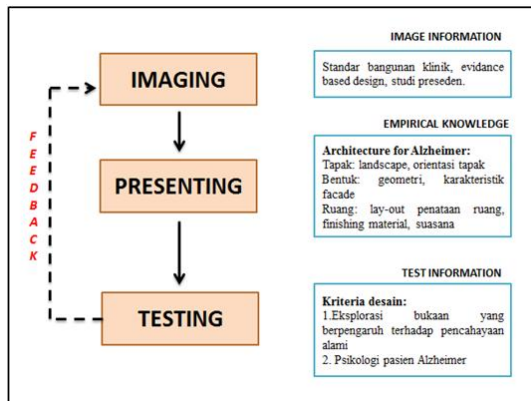 IMAGE INFORMATION
IMAGING
Standar bangunan klinik, evidence
based design, studi preseden.
EMPIRICAL KNOWLEDGE
FEEDBACK
PRESENTING
Architecture for Alzheimer:
Tapak: landscape, orientasi tapak
Bentuk: geometri, karakteristik
facade
Ruang: lay-out penataan ruang,
finishing material, suasana
TEST INFORMATION
TESTING
Kriteria desain:
1.Eksplorasi bukaan yang
berpengaruh terhadap pencahayaan
alami
2. Psikologi pasien Alzheimer